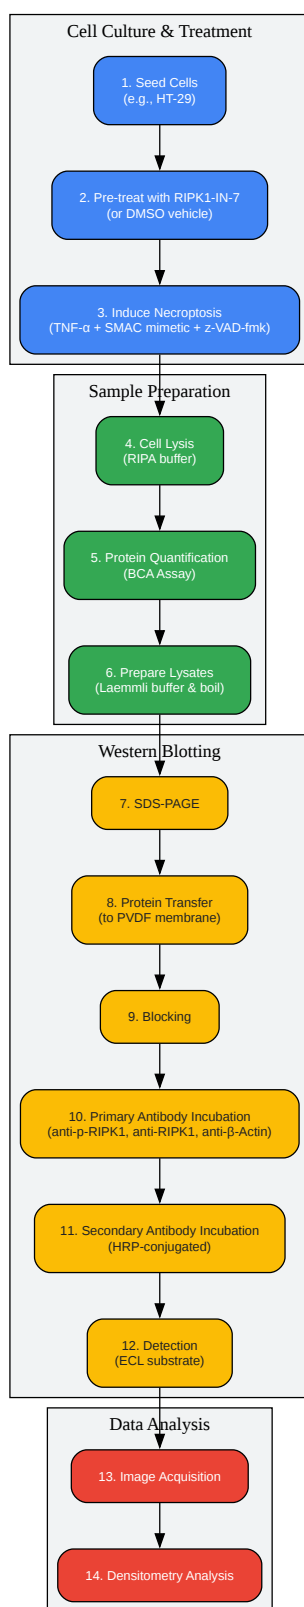 Cell Culture & Treatment
1. Seed Cells
(e.g., HT-29)
2. Pre-treat with RIPK1-IN-7
(or DMSO vehicle)
3. Induce Necroptosis
(TNF-α + SMAC mimetic + z-VAD-fmk)
Sample Preparation
4. Cell Lysis
(RIPA buffer)
5. Protein Quantification
(BCA Assay)
6. Prepare Lysates
(Laemmli buffer & boil)
Western Blotting
7. SDS-PAGE
8. Protein Transfer
(to PVDF membrane)
9. Blocking
10. Primary Antibody Incubation
(anti-p-RIPK1, anti-RIPK1, anti-β-Actin)
11. Secondary Antibody Incubation
(HRP-conjugated)
12. Detection
(ECL substrate)
Data Analysis
13. Image Acquisition
14. Densitometry Analysis